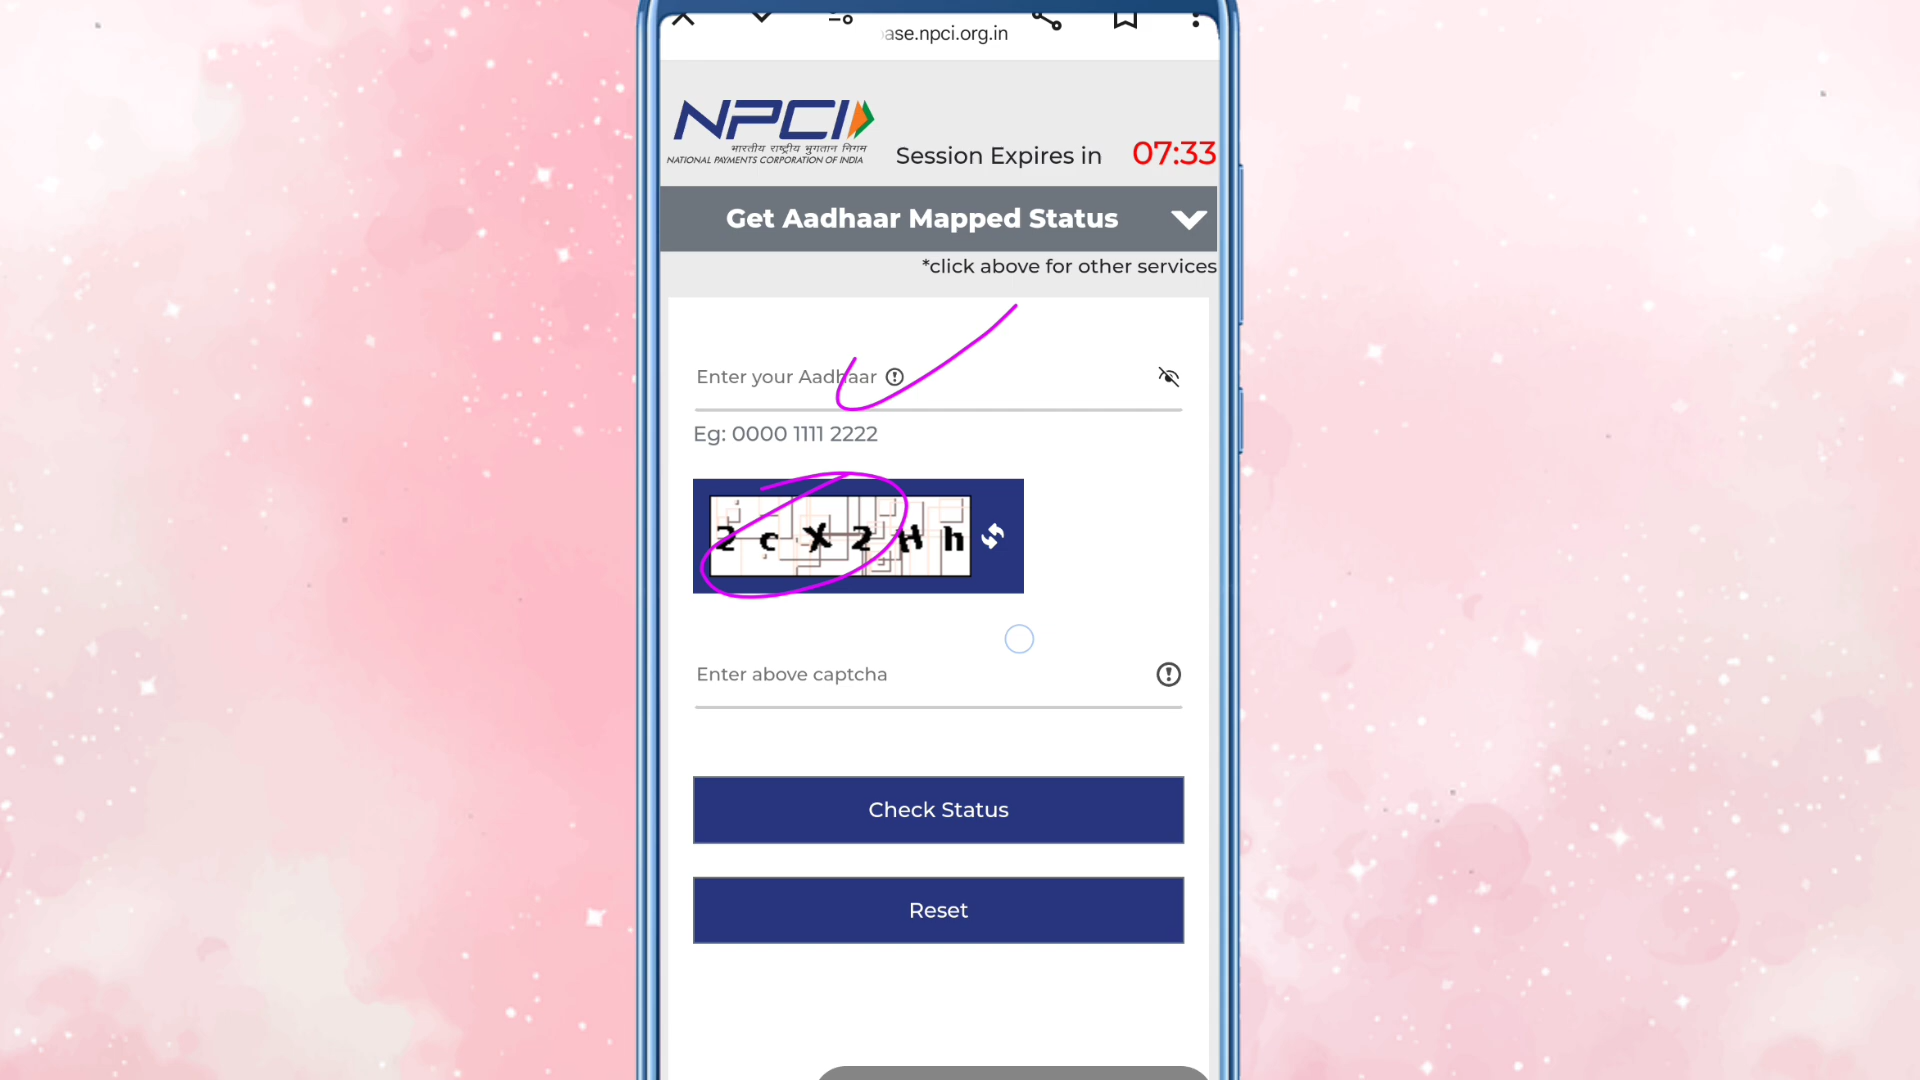 ase.npci.org.in
NPCI
भारतीय राष्ट्रीय भुगतान निगम
NATIONAL PAYMENTS CORPORATION OF INDIA
Session Expires in 07:33
Get Aadhaar Mapped Status
*click above for other services
Enter your Aadhaar
Eg: 0000 1111 2222
2 c X 2 H h
Enter above captcha
Check Status
Reset